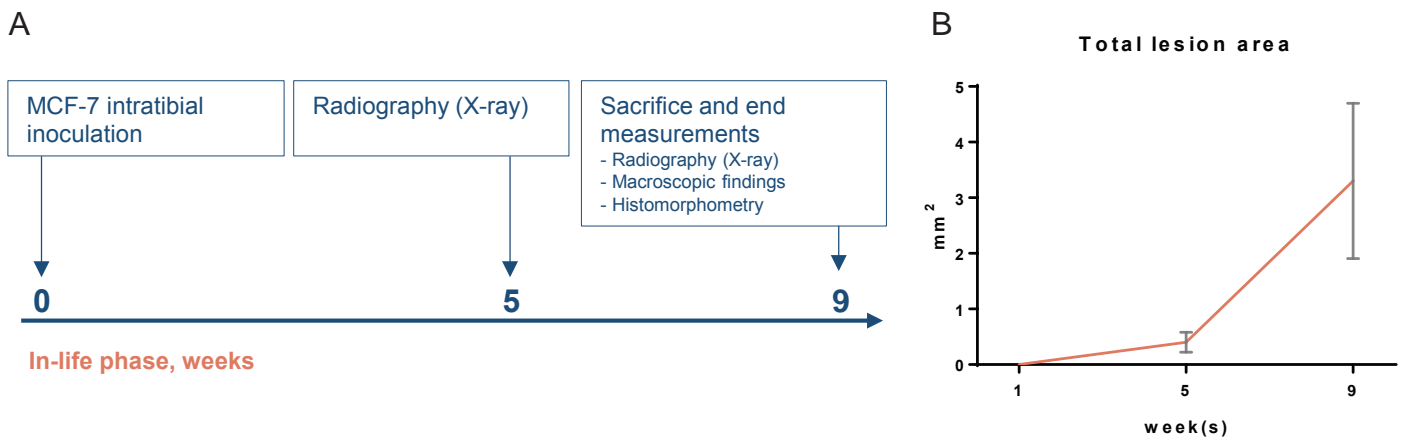 A
MCF-7 intratibial
inoculation
Radiography (X-ray)
Sacrifice and end
measurements
- Radiography (X-ray)
- Macroscopic findings
- Histomorphometry
0
5
9
In-life phase, weeks
B
Total lesion area
mm²
5
4
3
2
1
0
1
5
9
week(s)